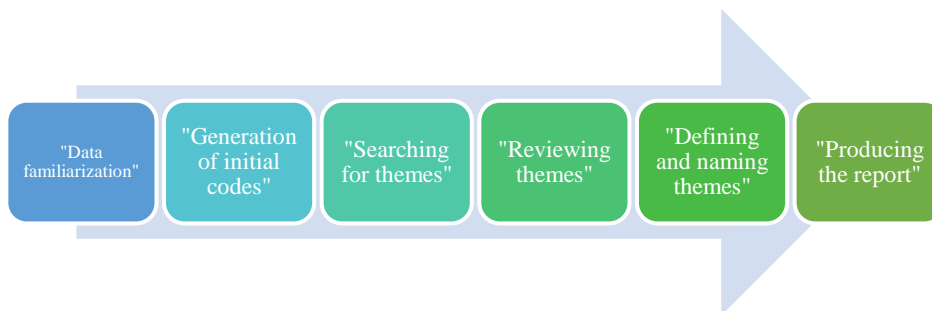 "Data
familiarization"
"Generation
of initial
codes"
"Searching
for themes"
"Reviewing
themes"
"Defining
and naming
themes"
"Producing
the report"